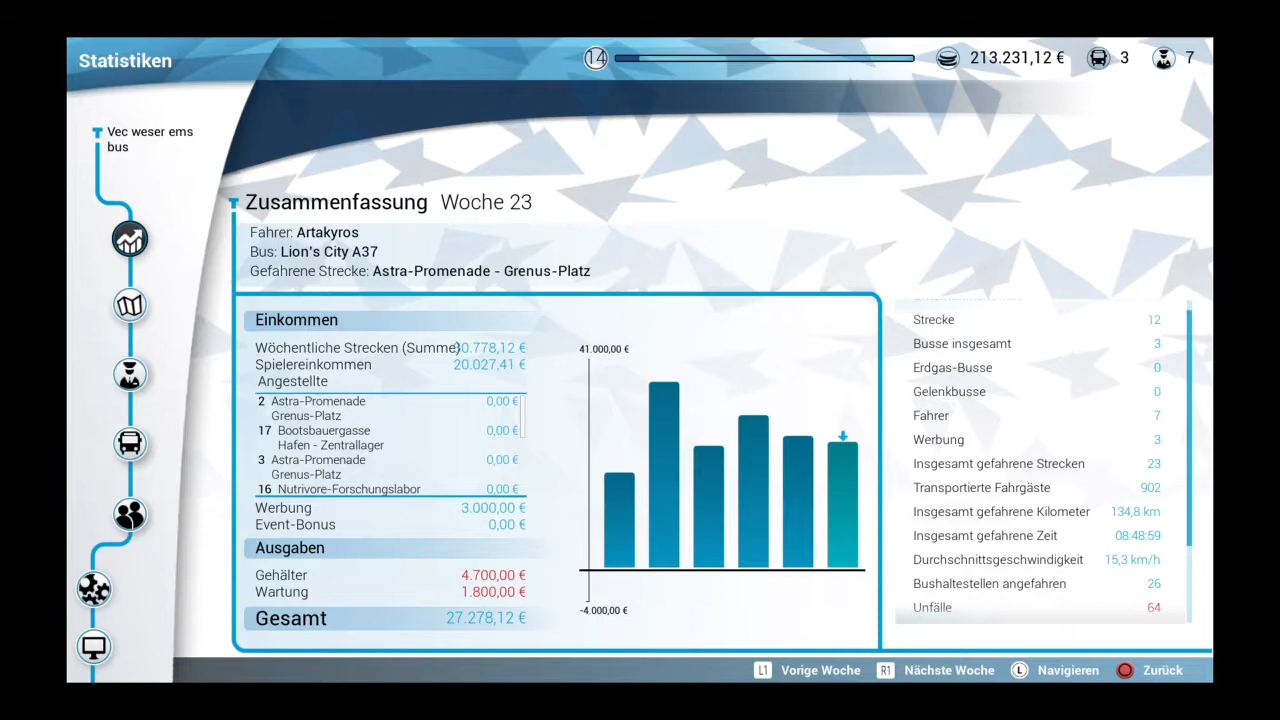 Statistiken
14
213.231,12 €
3
7
Vec weser ems
bus
Zusammenfassung Woche 23
Fahrer: Artakyros
Bus: Lion's City A37
Gefahrene Strecke: Astra-Promenade - Grenus-Platz
Einkommen
Wöchentliche Strecken (Summe) 0.778,12 €
Spielereinkommen 20.027,41 €
Angestellte
2 Astra-Promenade 0,00 €
Grenus-Platz
17 Bootsbauergasse 0,00 €
Hafen - Zentrallager
3 Astra-Promenade 0,00 €
Grenus-Platz
16 Nutrivore-Forschungslabor 0,00 €
Werbung 3.000,00 €
Event-Bonus 0,00 €
Ausgaben
Gehälter 4.700,00 €
Wartung 1.800,00 €
Gesamt 27.278,12 €
41.000,00 €
-4.000,00 €
Strecke 12
Busse insgesamt 3
Erdgas-Busse 0
Gelenkbusse 0
Fahrer 7
Werbung 3
Insgesamt gefahrene Strecken 23
Transportierte Fahrgäste 902
Insgesamt gefahrene Kilometer 134,8 km
Insgesamt gefahrene Zeit 08:48:59
Durchschnittsgeschwindigkeit 15,3 km/h
Bushaltestellen angefahren 26
Unfälle 64
L1 Vorige Woche R1 Nächste Woche L Navigieren Zurück